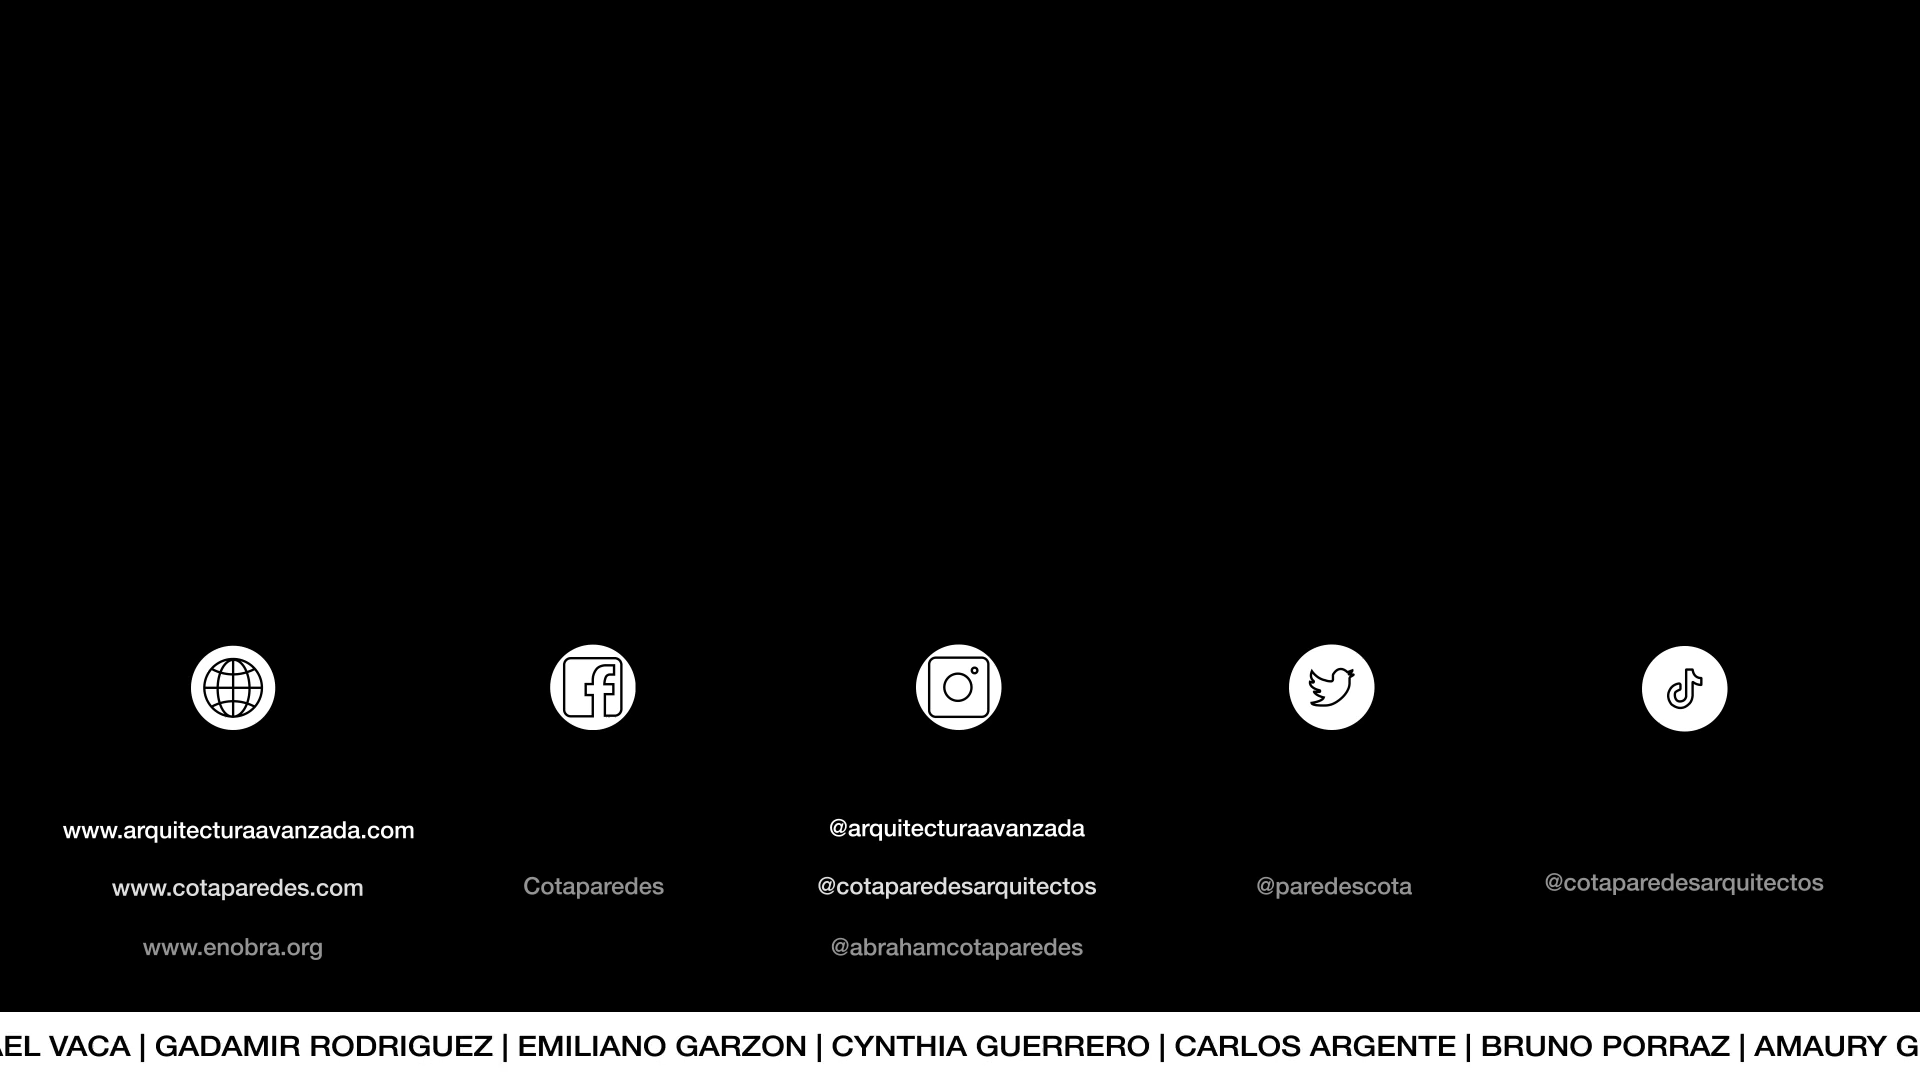 www.arquitecturaavanzada.com
www.cotaparedes.com
www.enobra.org
Cotaparedes
@arquitecturaavanzada
@cotaparedesarquitectos
@abrahamcotaparedes
@paredescota
@cotaparedesarquitectos
VACA | GADAMIR RODRIGUEZ | EMILIANO GARZON | CYNTHIA GUERRERO | CARLOS ARGENTE | BRUNO PORRAZ | AMAURY